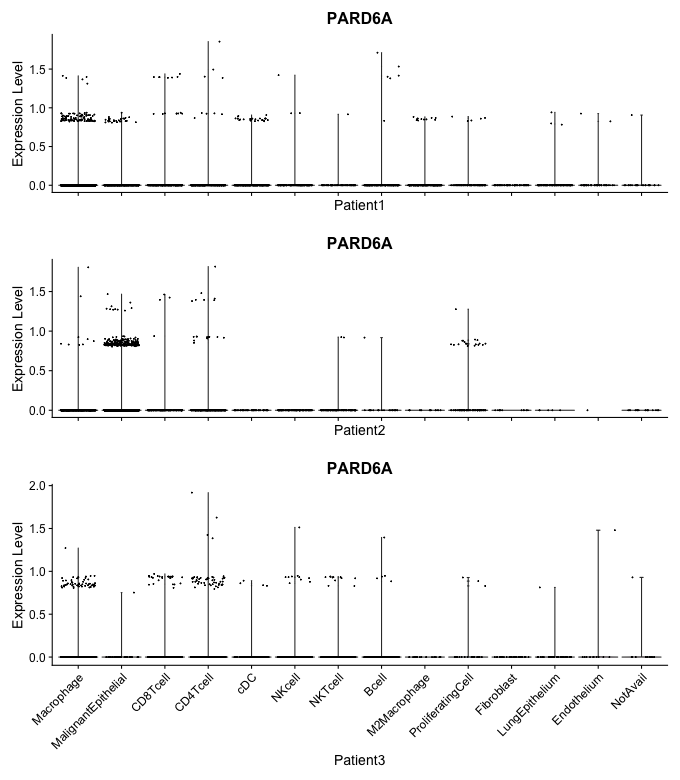 PARD6A
Expression Level
1.5
1.0
0.5
0.0
Patient1
PARD6A
Expression Level
1.5
1.0
0.5
0.0
Patient2
PARD6A
Expression Level
2.0
1.5
1.0
0.5
0.0
Macrophage
MalignantEpithelial
CD8Tcell
CD4Tcell
cDC
NKcell
NKTcell
Bcell
M2Macrophage
ProliferatingCell
Fibroblast
LungEpithelium
Endothelium
NotAvail
Patient3